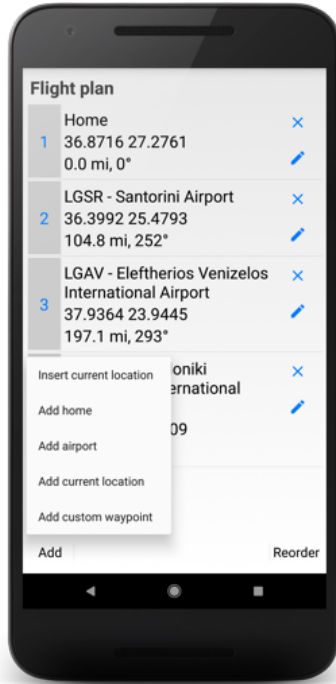 Flight plan
1
Home
36.8716 27.2761
0.0 mi, 0°
2
LGSR - Santorini Airport
36.3992 25.4793
104.8 mi, 252°
3
LGAV - Eleftherios Venizelos
International Airport
37.9364 23.9445
197.1 mi, 293°
oniki
ernational
09
Insert current location
Add home
Add airport
Add current location
Add custom waypoint
Add
Reorder